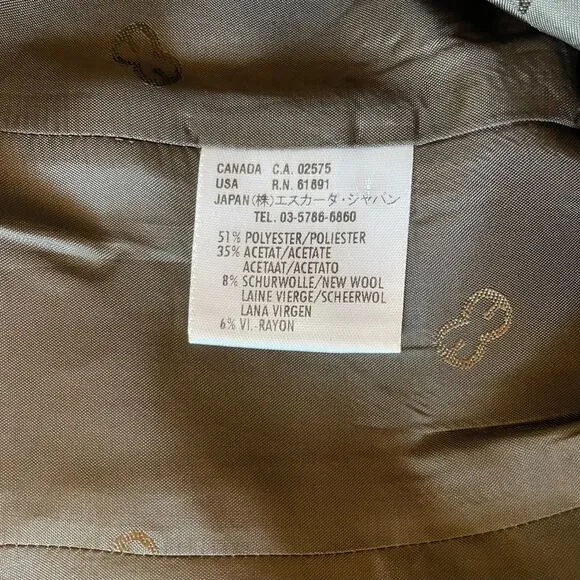 CANADA C.A. 02575
USA R.N. 61891
JAPAN (株)エスカーダ・ジャパン
TEL. 03-5786-6860
51% POLYESTER/POLIESTER
35% ACETAT/ACETATE
ACETAAT/ACETATO
8% SCHURWOLLE/NEW WOOL
LAINE VIERGE/SCHEERWOL
LANA VIRGEN
6% VI.-RAYON